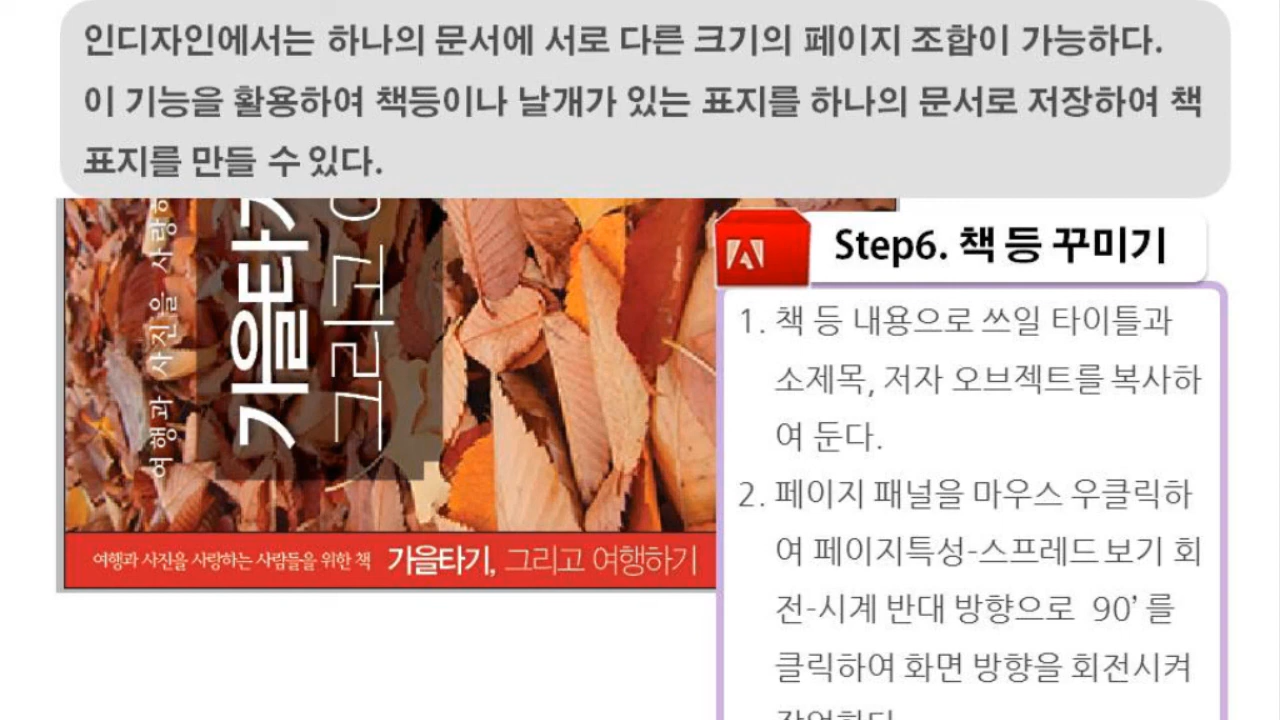 인디자인에서는 하나의 문서에 서로 다른 크기의 페이지 조합이 가능하다.
이 기능을 활용하여 책등이나 날개가 있는 표지를 하나의 문서로 저장하여 책
표지를 만들 수 있다.
여행과 사진을 사랑하
가을타기
그리고
여행과 사진을 사랑하는 사람들을 위한 책 가을타기, 그리고 여행하기
Step6. 책 등 꾸미기
1. 책 등 내용으로 쓰일 타이틀과
소제목, 저자 오브젝트를 복사하
여 둔다.
2. 페이지 패널을 마우스 우클릭하
여 페이지특성-스프레드보기 회
전-시계 반대 방향으로 90’ 를
클릭하여 화면 방향을 회전시켜